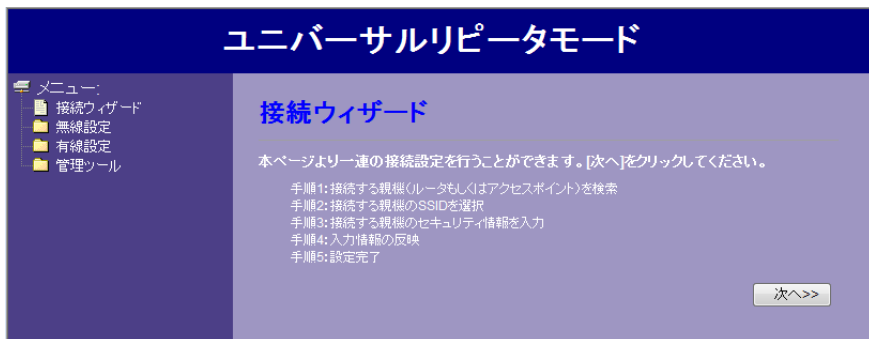 ユニバーサルリピータモード
メニュー:
接続ウィザード
無線設定
有線設定
管理ツール
接続ウィザード
本ページより一連の接続設定を行うことができます。[次へ]をクリックしてください。
手順1:接続する親機(ルータもしくはアクセスポイント)を検索
手順2:接続する親機のSSIDを選択
手順3:接続する親機のセキュリティ情報を入力
手順4:入力情報の反映
手順5:設定完了
次へ>>